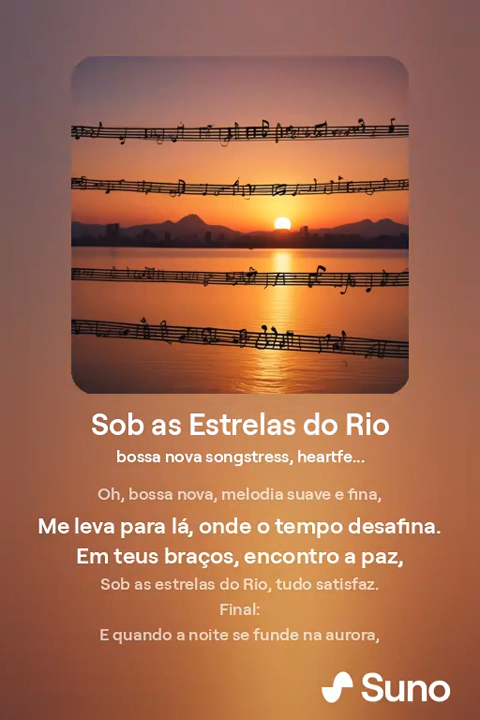 Sob as Estrelas do Rio
bossa nova songstress, heartfe...
Oh, bossa nova, melodia suave e fina,
Me leva para lá, onde o tempo desafina.
Em teus braços, encontro a paz,
Sob as estrelas do Rio, tudo satisfaz.
Final:
E quando a noite se funde na aurora,
Suno